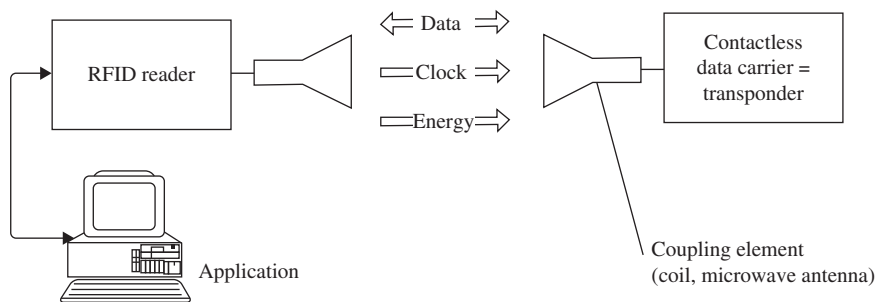 RFID reader
Data
Clock
Energy
Contactless
data carrier =
transponder
Application
Coupling element
(coil, microwave antenna)